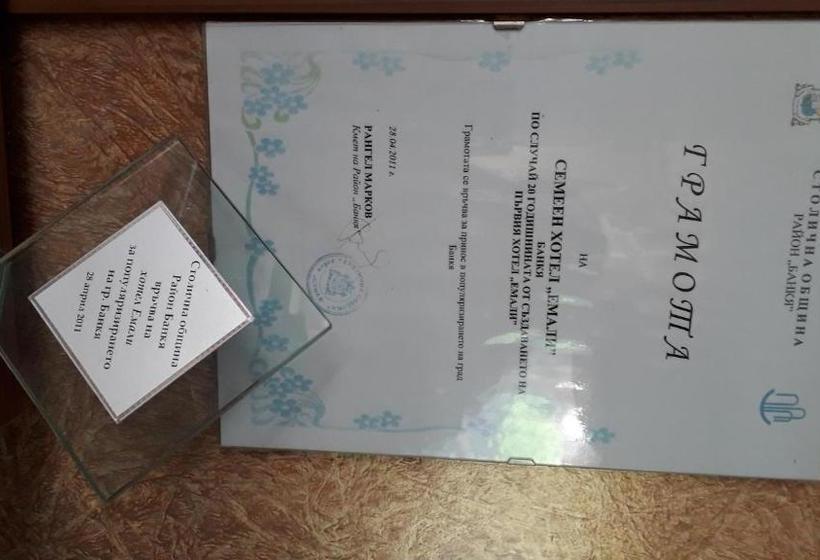 СТОЛИЧНА ОБЩИНА
РАЙОН „БАНКЯ"
ГРАМОТА
НА
СЕМЕЕН ХОТЕЛ „ЕМАЛИ"
БАНКЯ
ПО СЛУЧАЙ 20 ГОДИШНИНАТА ОТ СЪЗДАВАНЕТО НА
ПЪРВИЯ ХОТЕЛ „ЕМАЛИ"
Грамотата се връчва за принос в популяризирането на град
Банкя
28.04.2011 г.
РАНГЕЛ МАРКОВ
Кмет на Район „Банкя"
Столична община
Район Банкя
връчва на
хотел Емали
за популяризирането
на гр. Банкя
28 април 2011